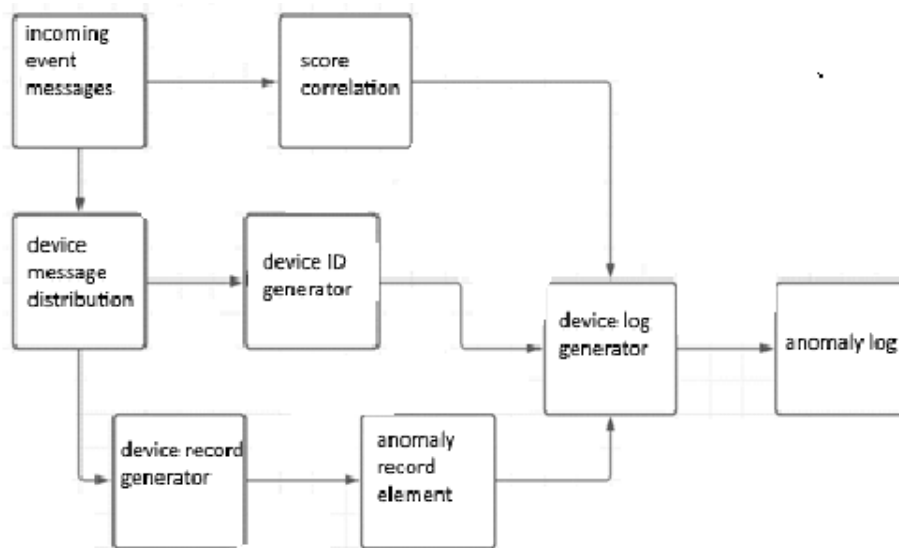 incoming
event
messages
score
correlation
device
message
distribution
device ID
generator
device log
generator
anomaly log
device record
generator
anomaly
record
element